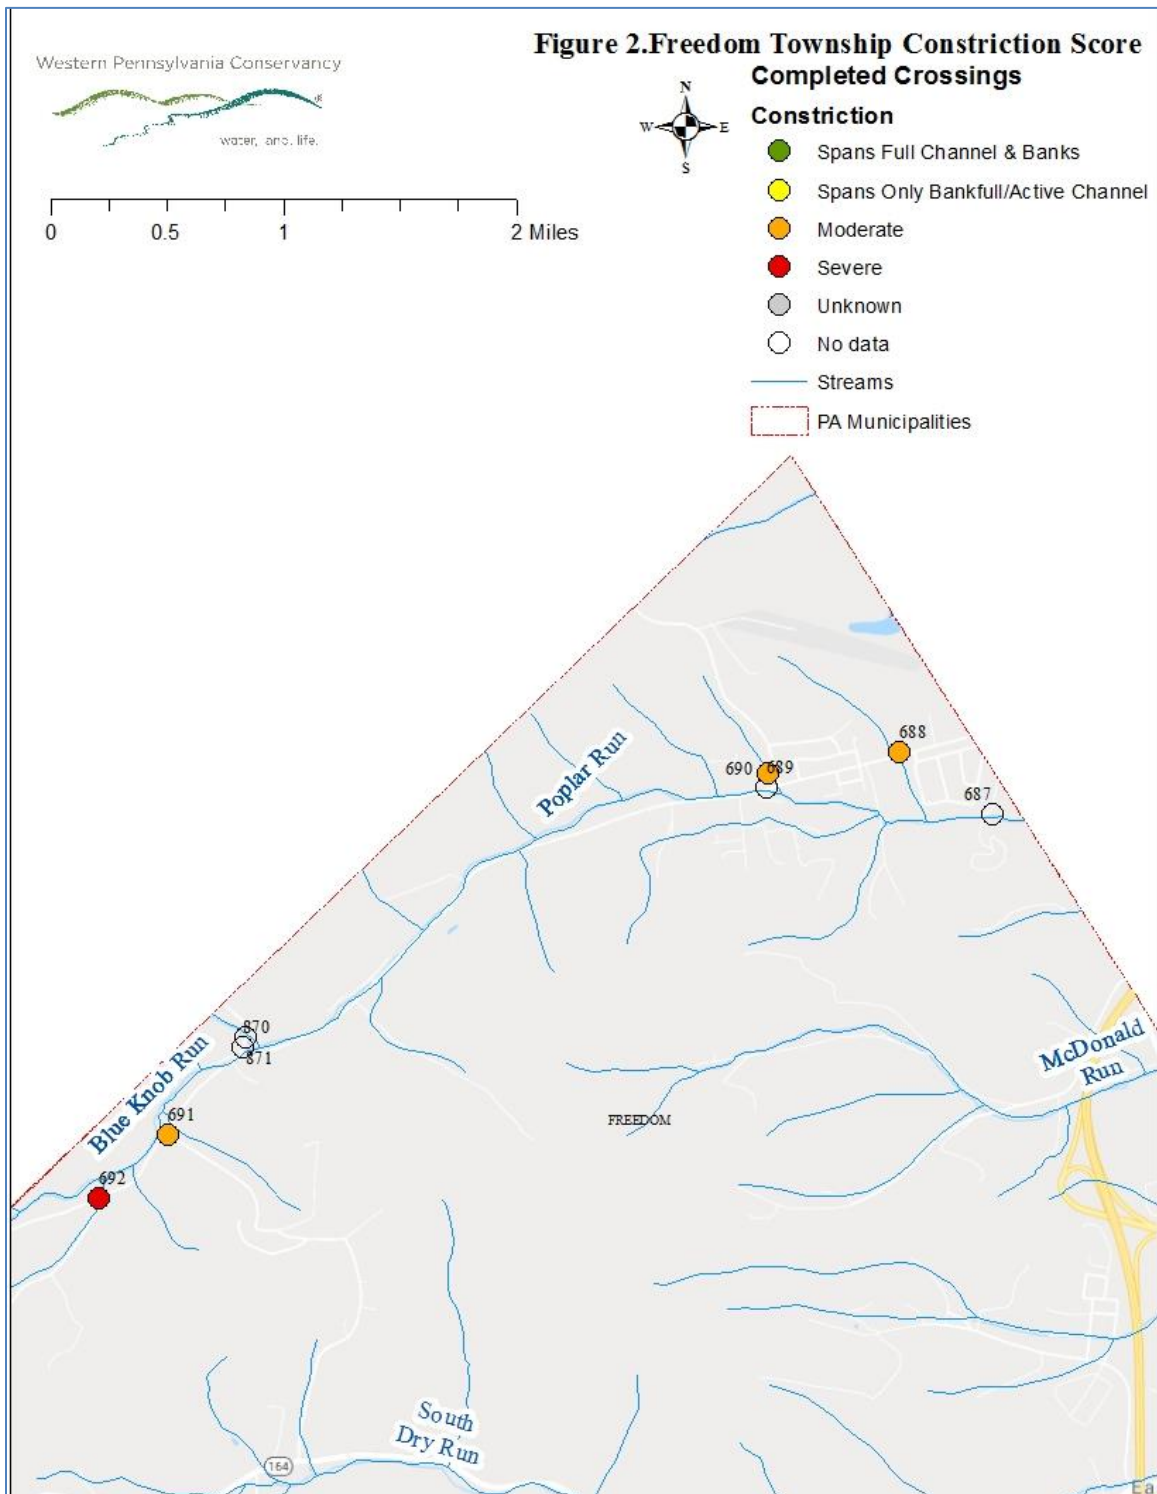 Figure 2.Freedom Township Constriction Score
Western Pennsylvania Conservancy
water, land, life.
Completed Crossings
N
W E
S
Constriction
Spans Full Channel & Banks
Spans Only Bankfull/Active Channel
Moderate
Severe
Unknown
No data
Streams
PA Municipalities
0 0.5 1 2 Miles
688
690 689
687
Poplar Run
870
871
Blue Knob Run
691
692
McDonald
Run
FREEDOM
South
Dry Run
164
Ea